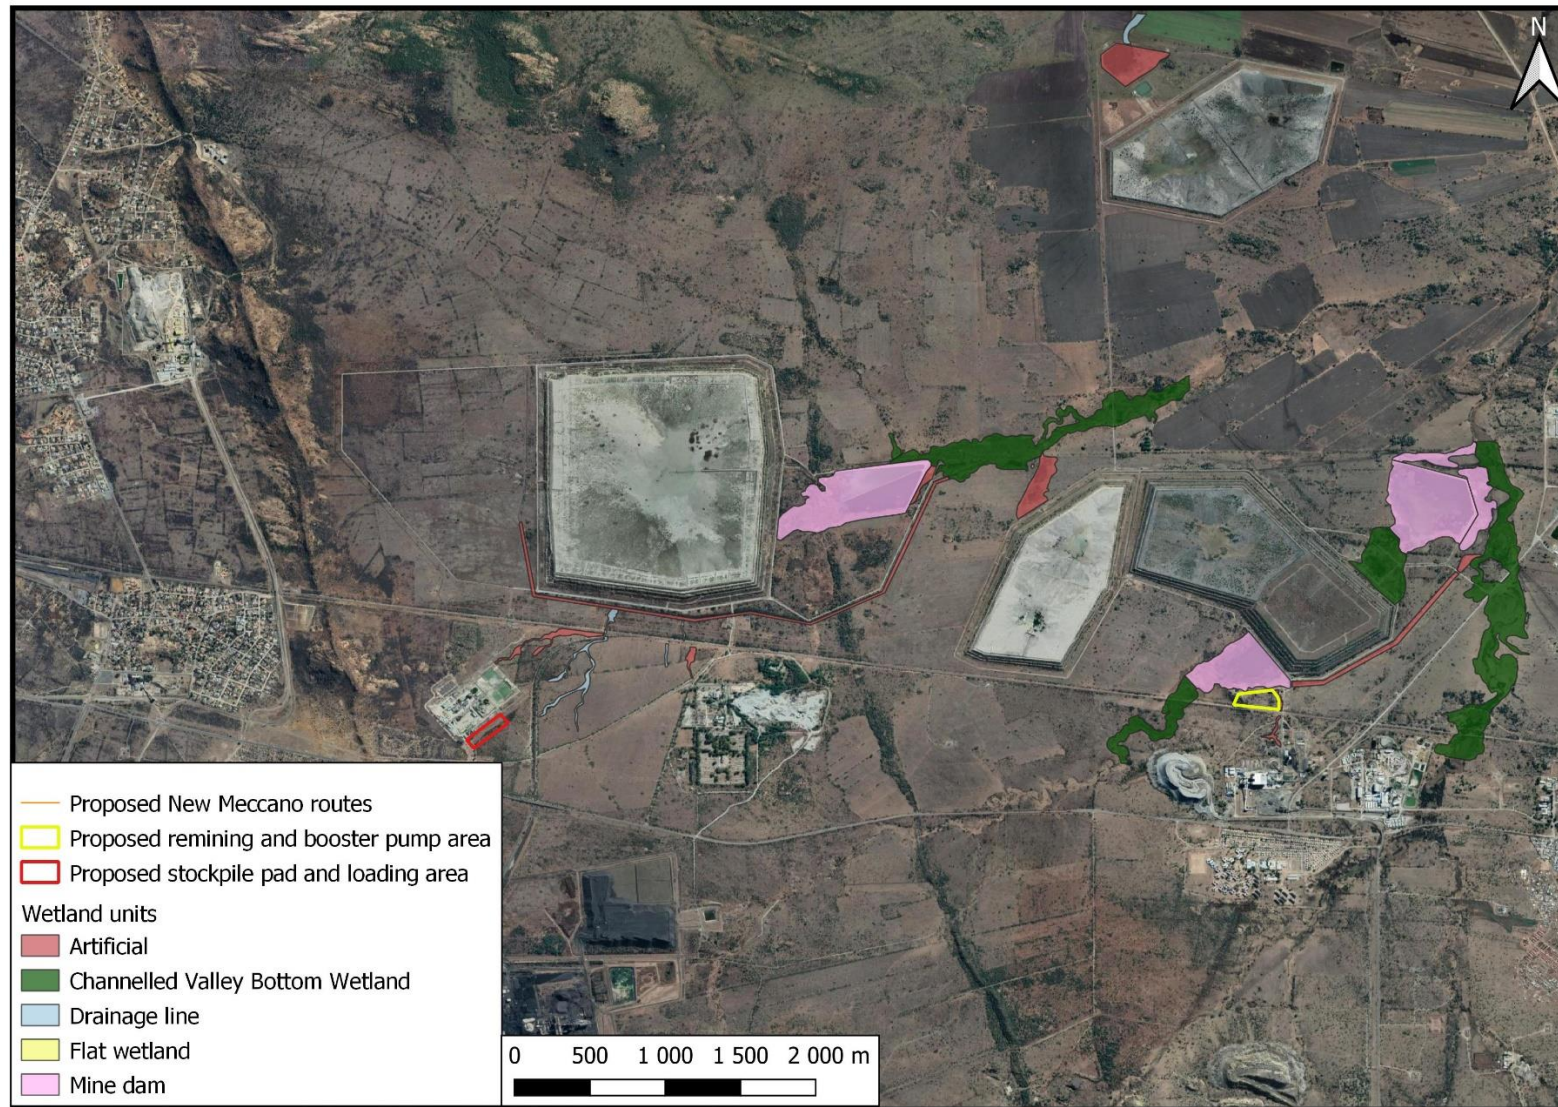 N
Proposed New Meccano routes
Proposed remining and booster pump area
Proposed stockpile pad and loading area
Wetland units
Artificial
Channelled Valley Bottom Wetland
Drainage line
Flat wetland
Mine dam
0 500 1 000 1 500 2 000 m